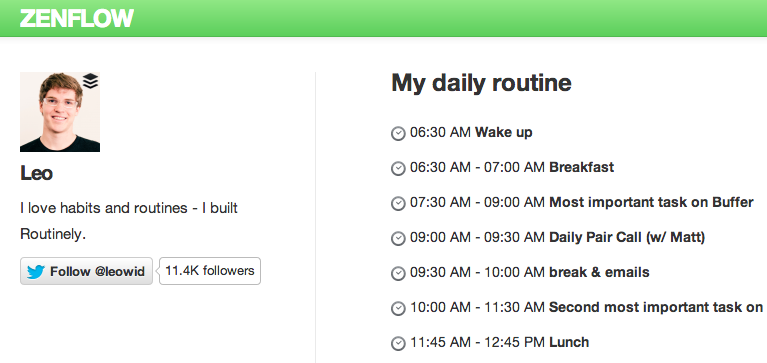 ZENFLOW
Leo
I love habits and routines - I built
Routinely.
Follow @leowid
11.4K followers
My daily routine
06:30 AM Wake up
06:30 AM - 07:00 AM Breakfast
07:30 AM - 09:00 AM Most important task on Buffer
09:00 AM - 09:30 AM Daily Pair Call (w/ Matt)
09:30 AM - 10:00 AM break & emails
10:00 AM - 11:30 AM Second most important task on
11:45 AM - 12:45 PM Lunch